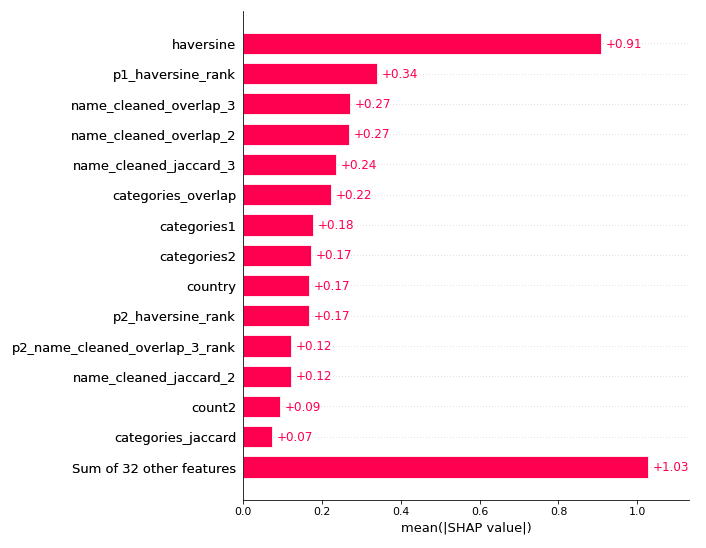 haversine +0.91
p1_haversine_rank +0.34
name_cleaned_overlap_3 +0.27
name_cleaned_overlap_2 +0.27
name_cleaned_jaccard_3 +0.24
categories_overlap +0.22
categories1 +0.18
categories2 +0.17
country +0.17
p2_haversine_rank +0.17
p2_name_cleaned_overlap_3_rank +0.12
name_cleaned_jaccard_2 +0.12
count2 +0.09
categories_jaccard +0.07
Sum of 32 other features +1.03
0.0 0.2 0.4 0.6 0.8 1.0
mean(|SHAP value|)